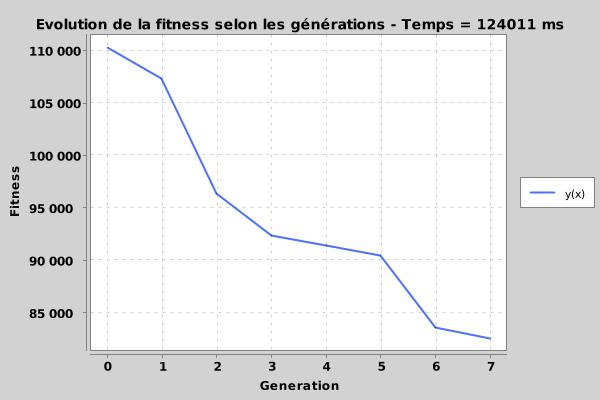 Evolution de la fitness selon les générations - Temps = 124011 ms
110 000
105 000
100 000
95 000
90 000
85 000
Fitness
0 1 2 3 4 5 6 7
Generation
y(x)